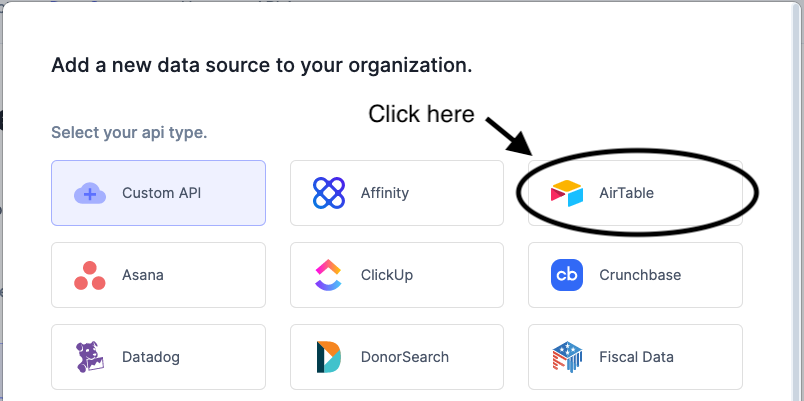 Add a new data source to your organization.
Click here
Select your api type.
Custom API
Affinity
AirTable
Asana
ClickUp
cb Crunchbase
Datadog
DonorSearch
Fiscal Data